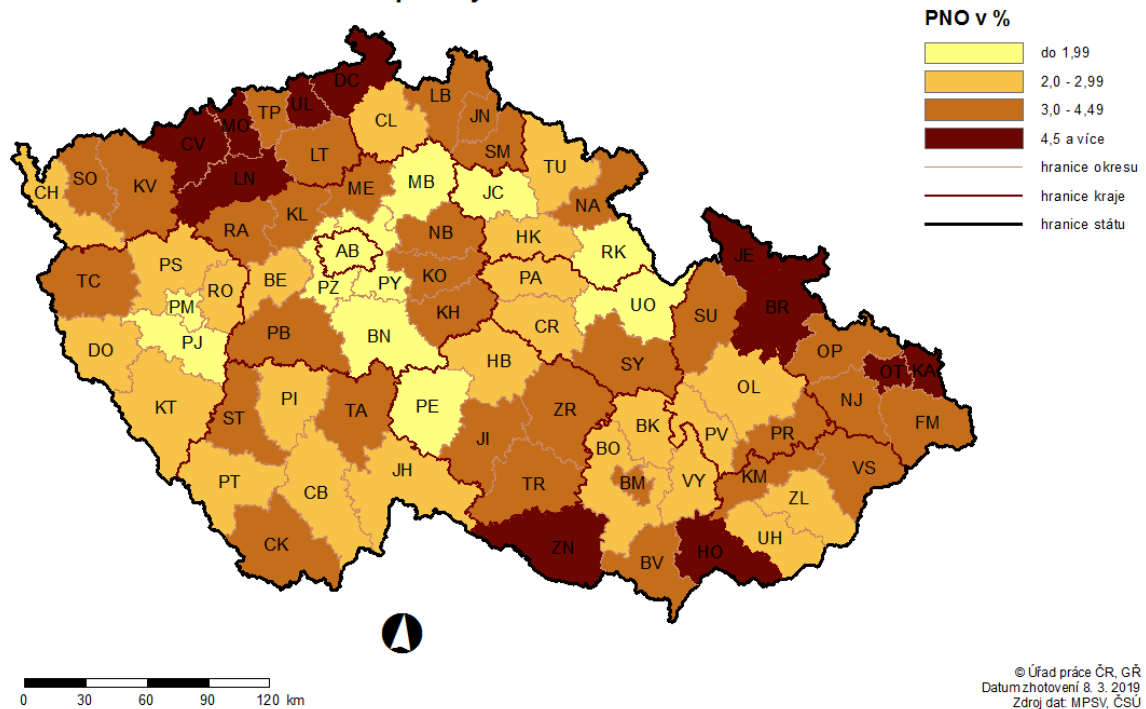 PNO v %
do 1,99
2,0 - 2,99
3,0 - 4,49
4,5 a více
hranice okresu
hranice kraje
hranice státu
DC
UL
LB
TP
MO
JN
CL
CV
LT
SM
TU
LN
ME
MB
JC
CH
SO
KV
NA
KL
RA
NB
HK
AB
RK
JE
PS
TC
BE
KO
PA
RO
PZ
PY
UO
BR
PM
KH
SU
CR
PB
BN
PJ
DO
OP
SY
HB
OT
KA
OL
KT
PI
TA
PE
ZR
NJ
ST
BK
FM
PV
PR
JI
BO
VS
JH
KM
PT
CB
TR
BM
VY
ZL
UH
CK
ZN
HO
BV
0 30 60 90 120 km
© Úřad práce ČR, GŘ
Datum zhotovení 8. 3. 2019
Zdroj dat: MPSV, ČSÚ